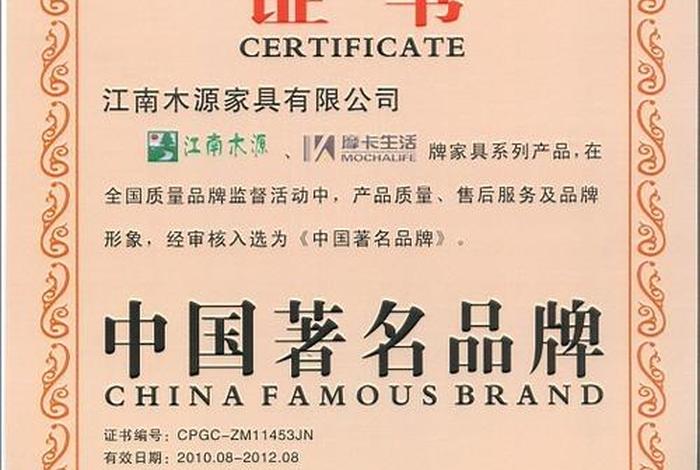 证书
CERTIFICATE
江南木源家具有限公司
江南木源 、 摩卡生活 MOCHALIFE 牌家具系列产品,在
全国质量品牌监督活动中,产品质量、售后服务及品牌
形象,经审核入选为《中国著名品牌》。
中国著名品牌
CHINA FAMOUS BRAND
证书编号:CPGC-ZM11453JN
有效日期:2010.08-2012.08